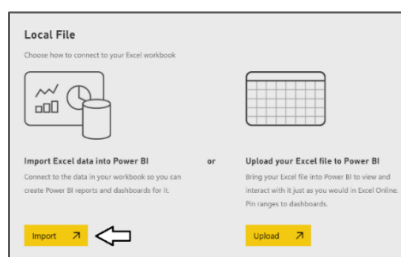 Local File
Choose how to connect to your Excel workbook
Import Excel data into Power BI
or
Upload your Excel file to Power BI
Connect to the data in your workbook so you can
create Power BI reports and dashboards for it.
Bring your Excel file into Power BI to view and
interact with it just as you would in Excel Online.
Pin ranges to dashboards.
Import
Upload